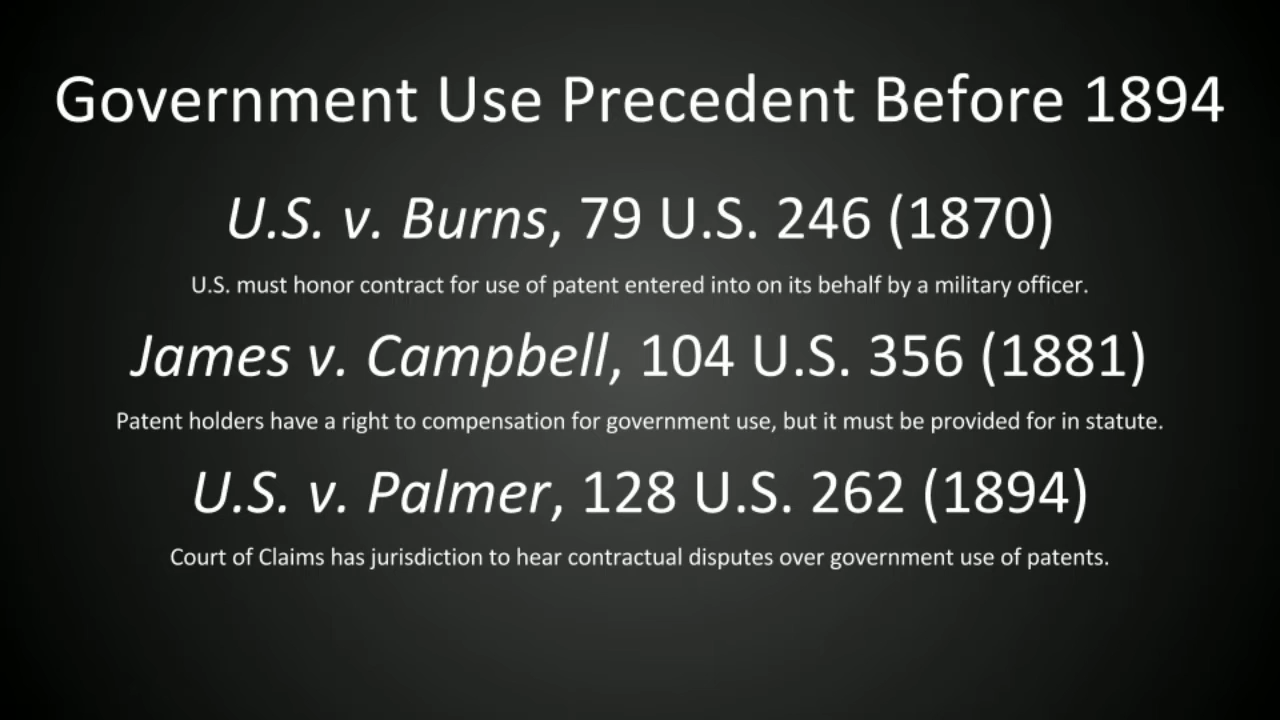 Government Use Precedent Before 1894
U.S. v. Burns, 79 U.S. 246 (1870)
U.S. must honor contract for use of patent entered into on its behalf by a military officer.
James v. Campbell, 104 U.S. 356 (1881)
Patent holders have a right to compensation for government use, but it must be provided for in statute.
U.S. v. Palmer, 128 U.S. 262 (1894)
Court of Claims has jurisdiction to hear contractual disputes over government use of patents.